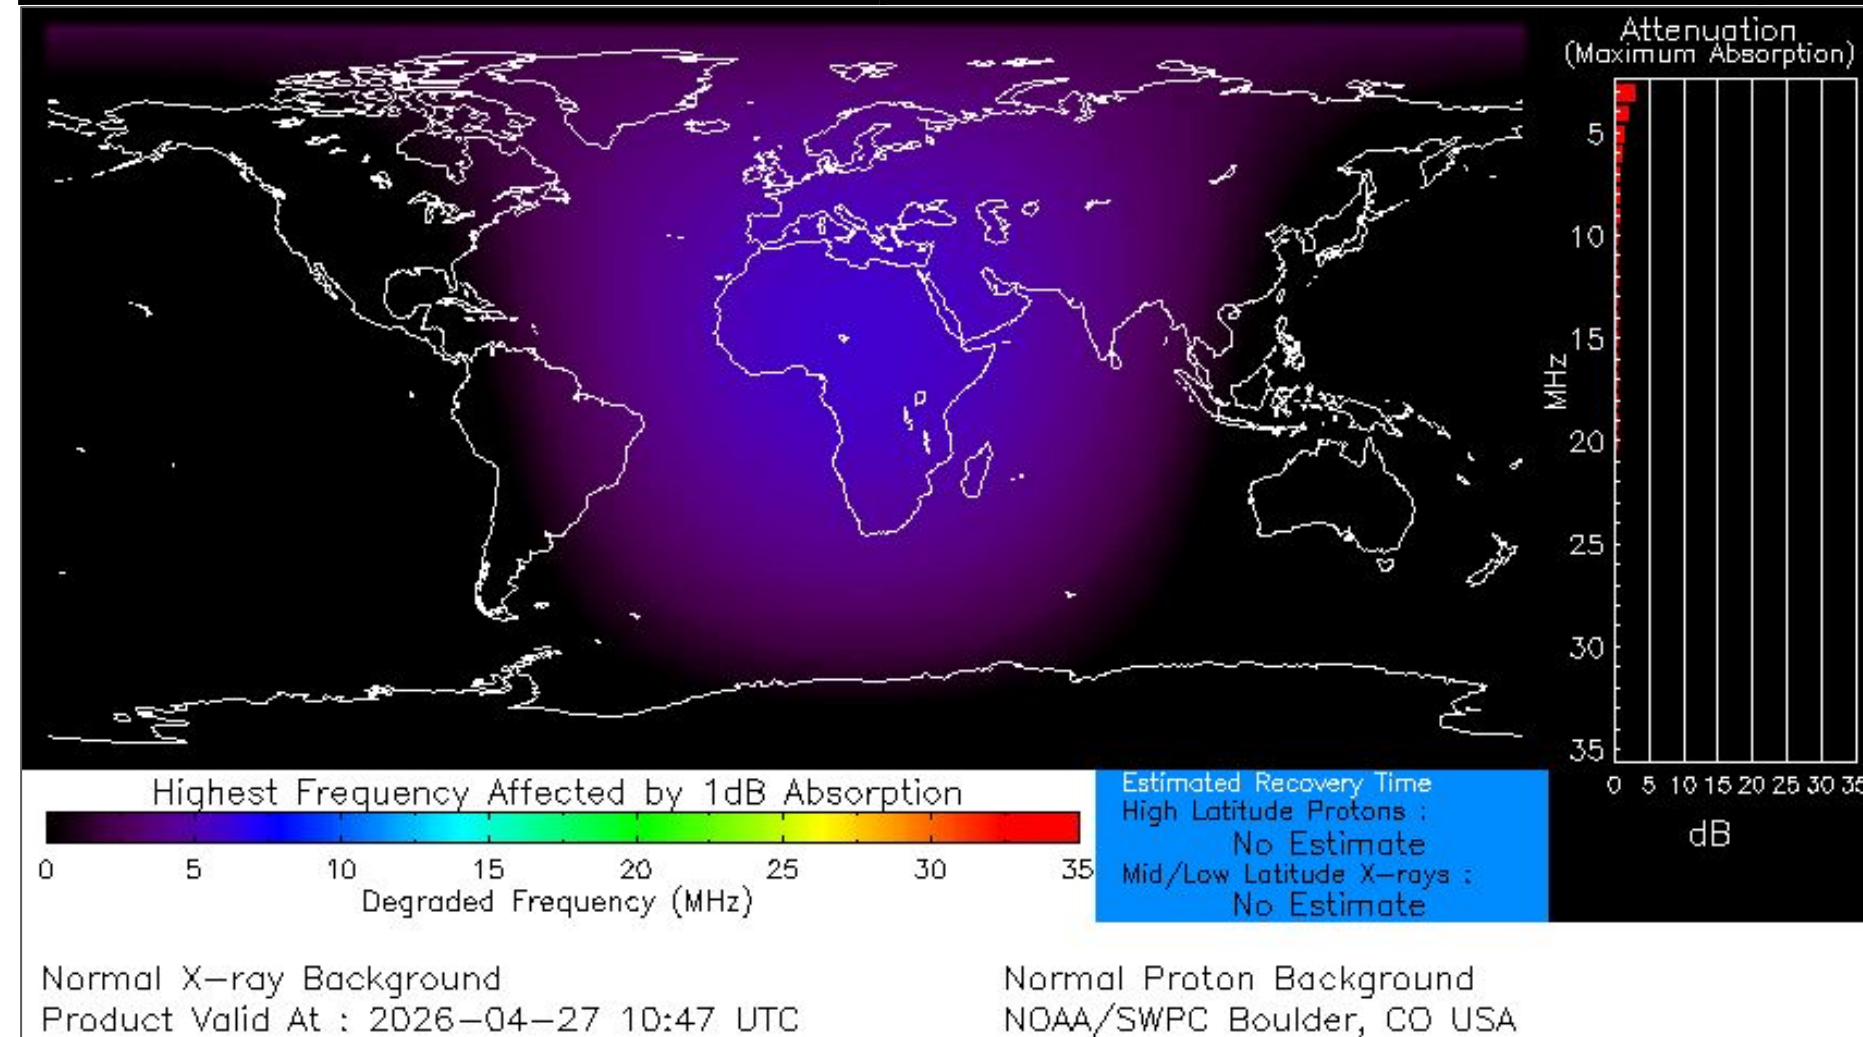 Attenuation
(Maximum Absorption)
5
10
15
20
25
30
35
MHz
0 5 10 15 20 25 30 35
dB
Highest Frequency Affected by 1dB Absorption
0 5 10 15 20 25 30 35
Degraded Frequency (MHz)
Estimated Recovery Time
High Latitude Protons :
No Estimate
Mid/Low Latitude X-rays :
No Estimate
Normal X-ray Background
Normal Proton Background
Product Valid At : 2026-04-27 10:47 UTC
NOAA/SWPC Boulder, CO USA